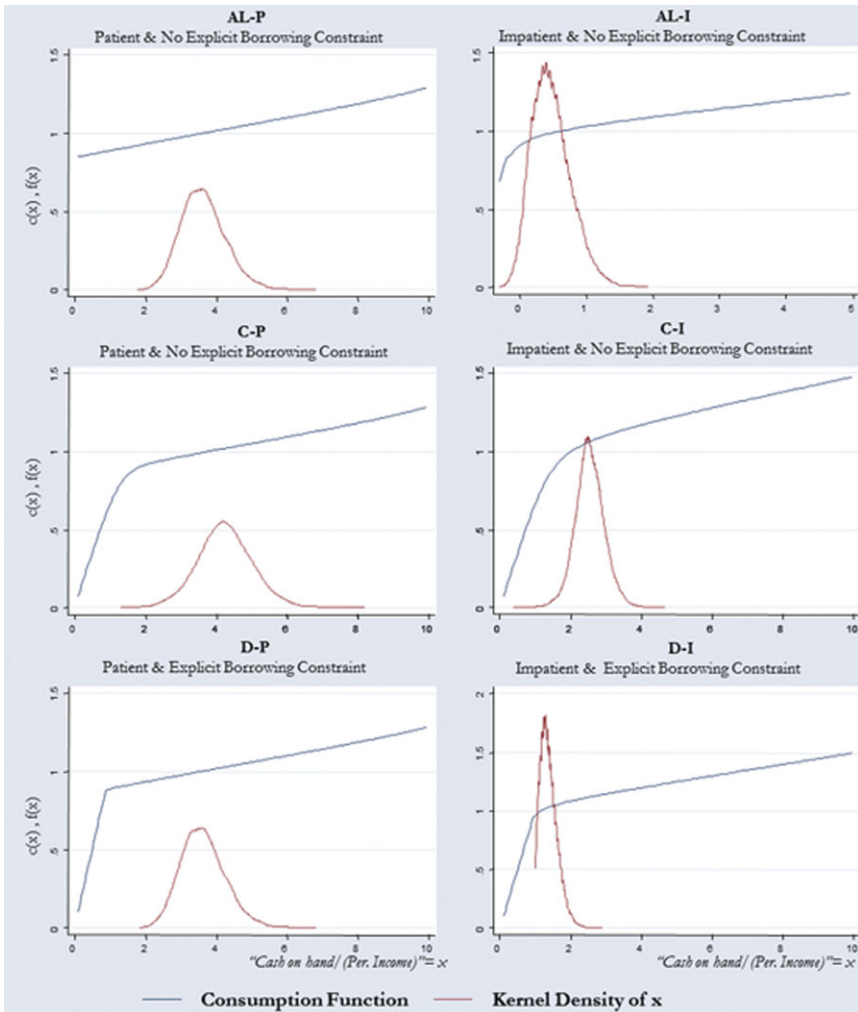 AL-P
Patient & No Explicit Borrowing Constraint
1.5
1
.5
0
c(x) , f(x)
0 2 4 6 8 10
AL-I
Impatient & No Explicit Borrowing Constraint
1.5
1
.5
0
0 1 2 3 4 5
C-P
Patient & No Explicit Borrowing Constraint
1.5
1
.5
0
c(x) , f(x)
0 2 4 6 8 10
C-I
Impatient & No Explicit Borrowing Constraint
1.5
1
.5
0
0 2 4 6 8 10
D-P
Patient & Explicit Borrowing Constraint
1.5
1
.5
0
c(x) , f(x)
0 2 4 6 8 10
D-I
Impatient & Explicit Borrowing Constraint
2
1.5
1
.5
0
0 2 4 6 8 10
“Cash on hand/ (Per. Income)”= x
Consumption Function Kernel Density of x